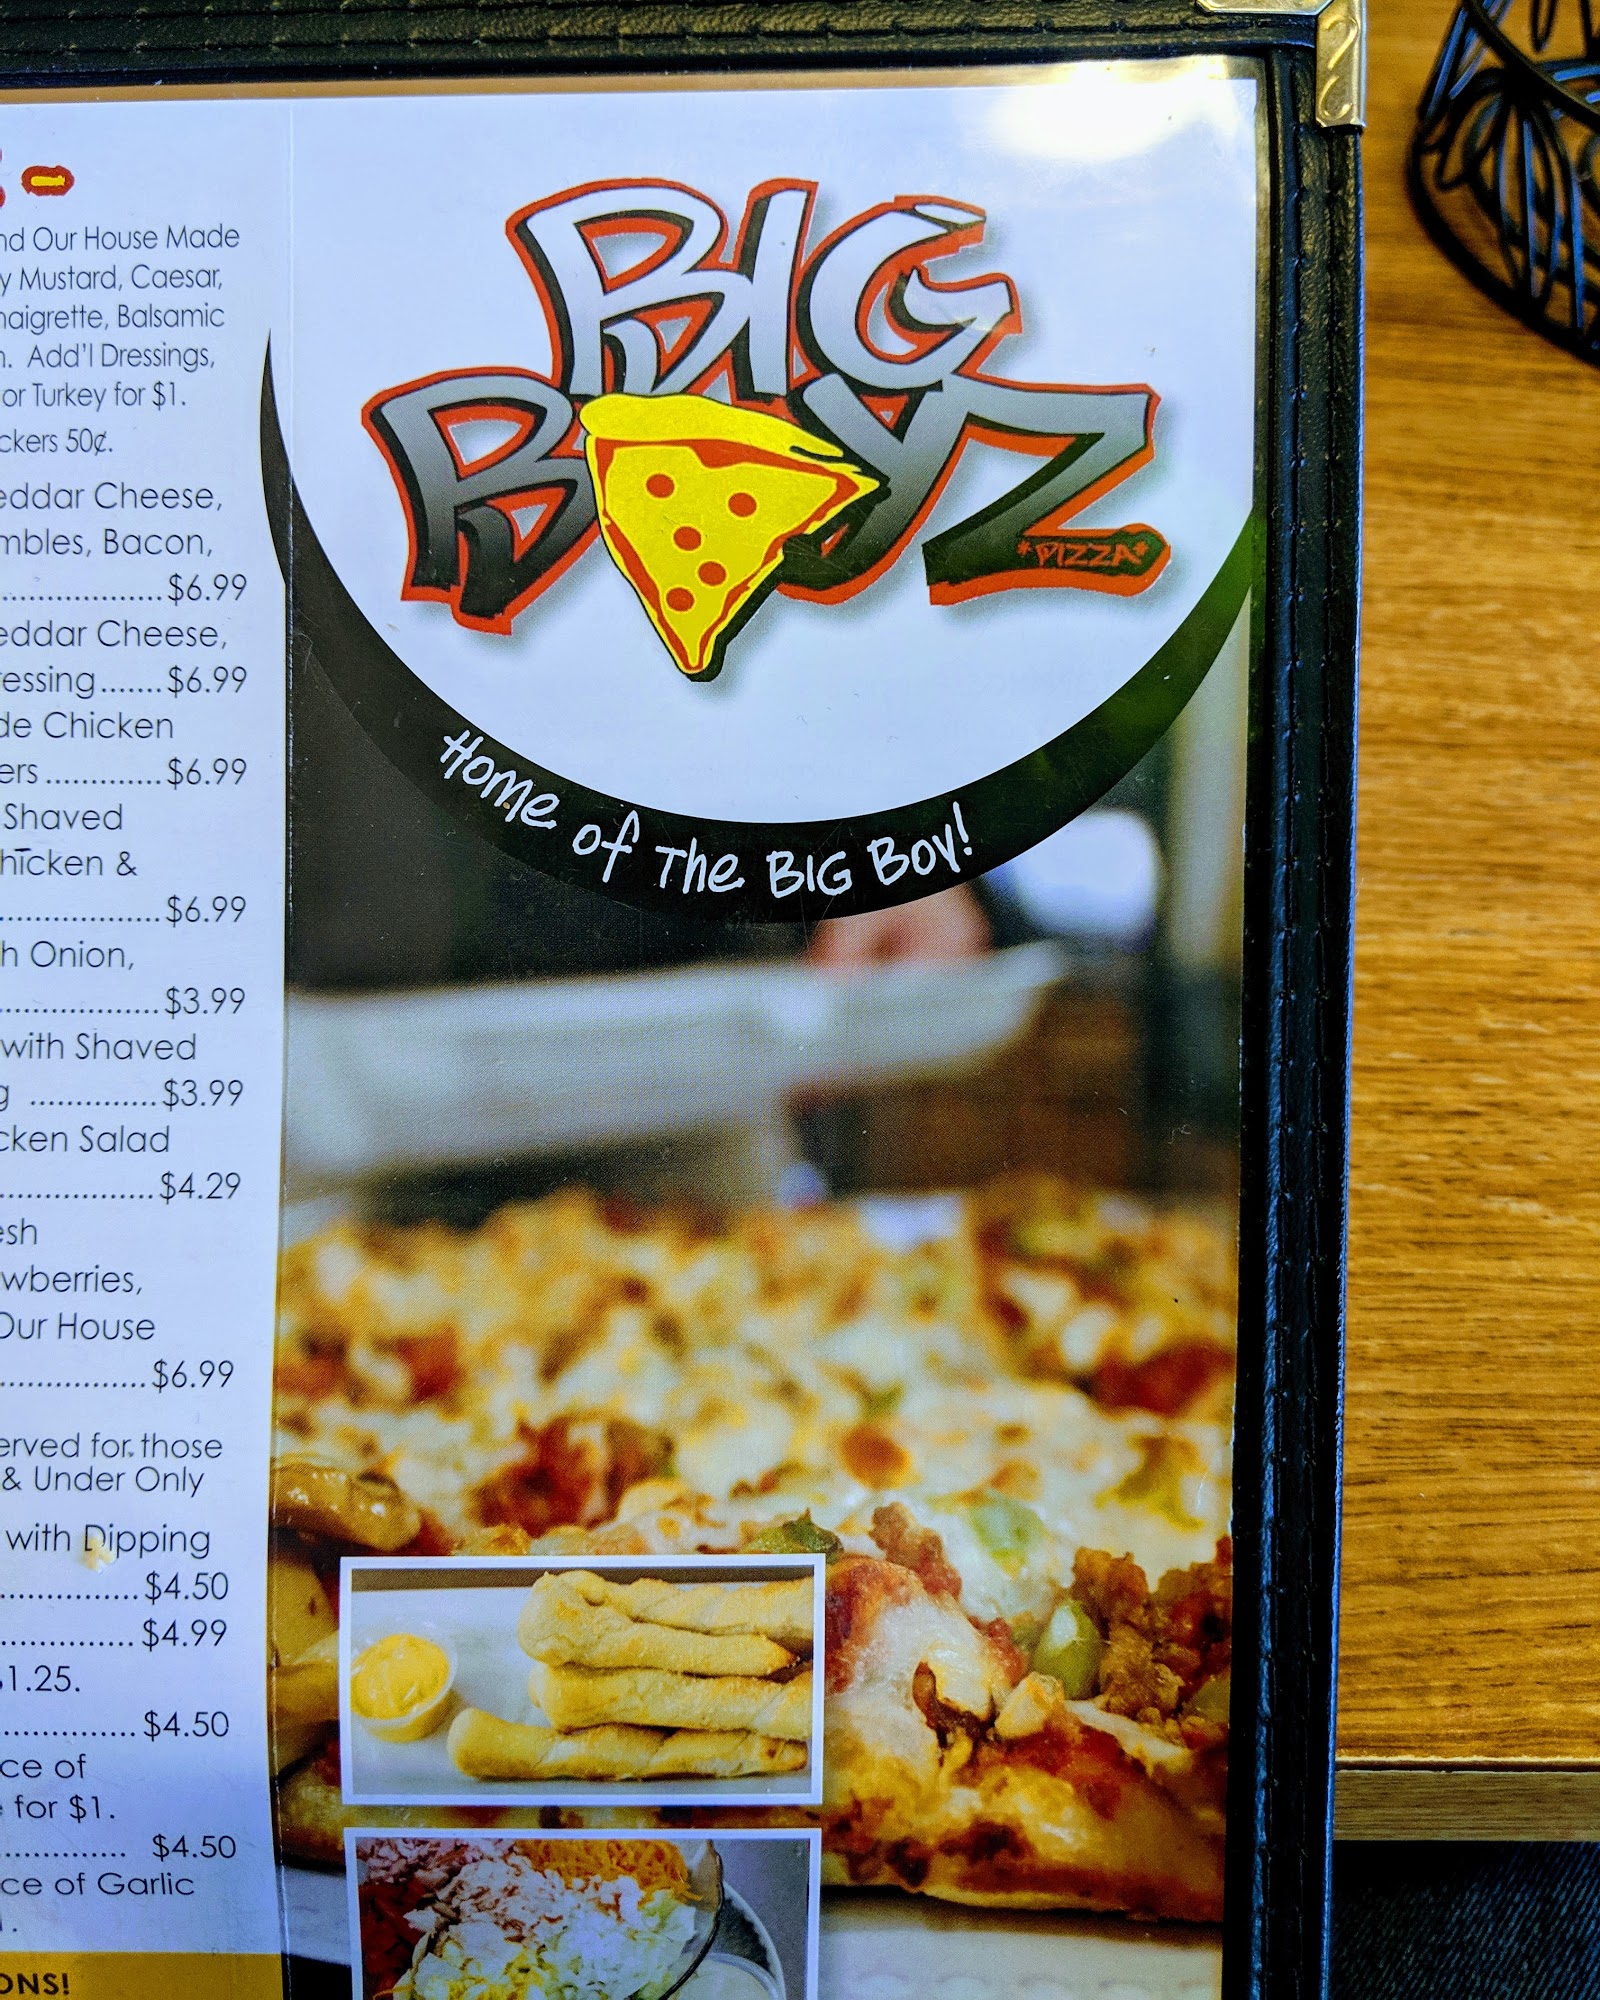 nd Our House Made
y Mustard, Caesar,
naigrette, Balsamic
n. Add'l Dressings,
or Turkey for $1.
ckers 50¢.
eddar Cheese,
mbles, Bacon,
....................$6.99
eddar Cheese,
ressing.......$6.99
de Chicken
ers.............$6.99
Shaved
hicken &
....................$6.99
h Onion,
....................$3.99
with Shaved
g ..............$3.99
cken Salad
...................$4.29
esh
wberries,
Our House
..................$6.99
erved for those
& Under Only
with Dipping
.................$4.50
................$4.99
$1.25.
.................$4.50
ce of
e for $1.
................ $4.50
ce of Garlic
1.
ONS!
BIG
BOYZ
*PIZZA*
Home of The BIG Boy!